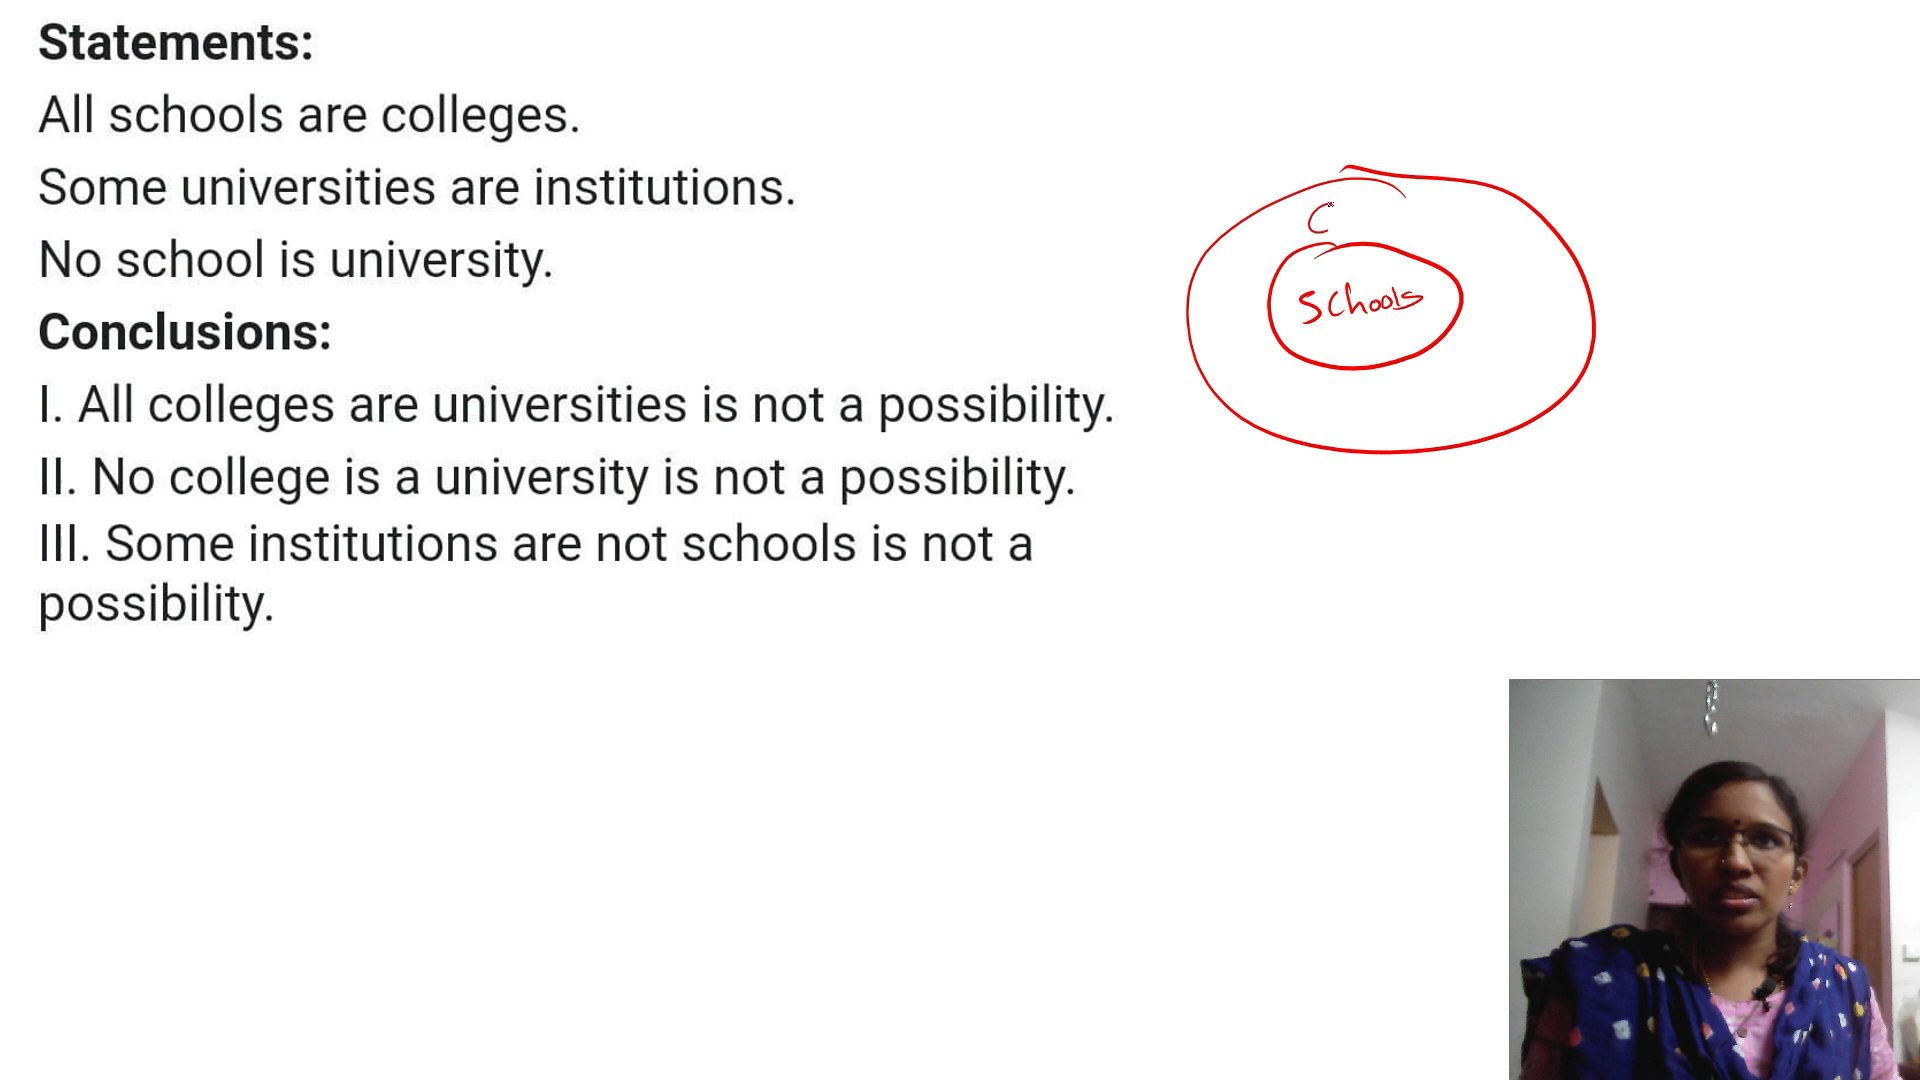 Statements:
All schools are colleges.
Some universities are institutions.
No school is university.
Conclusions:
I. All colleges are universities is not a possibility.
II. No college is a university is not a possibility.
III. Some institutions are not schools is not a
possibility.
C
Schools